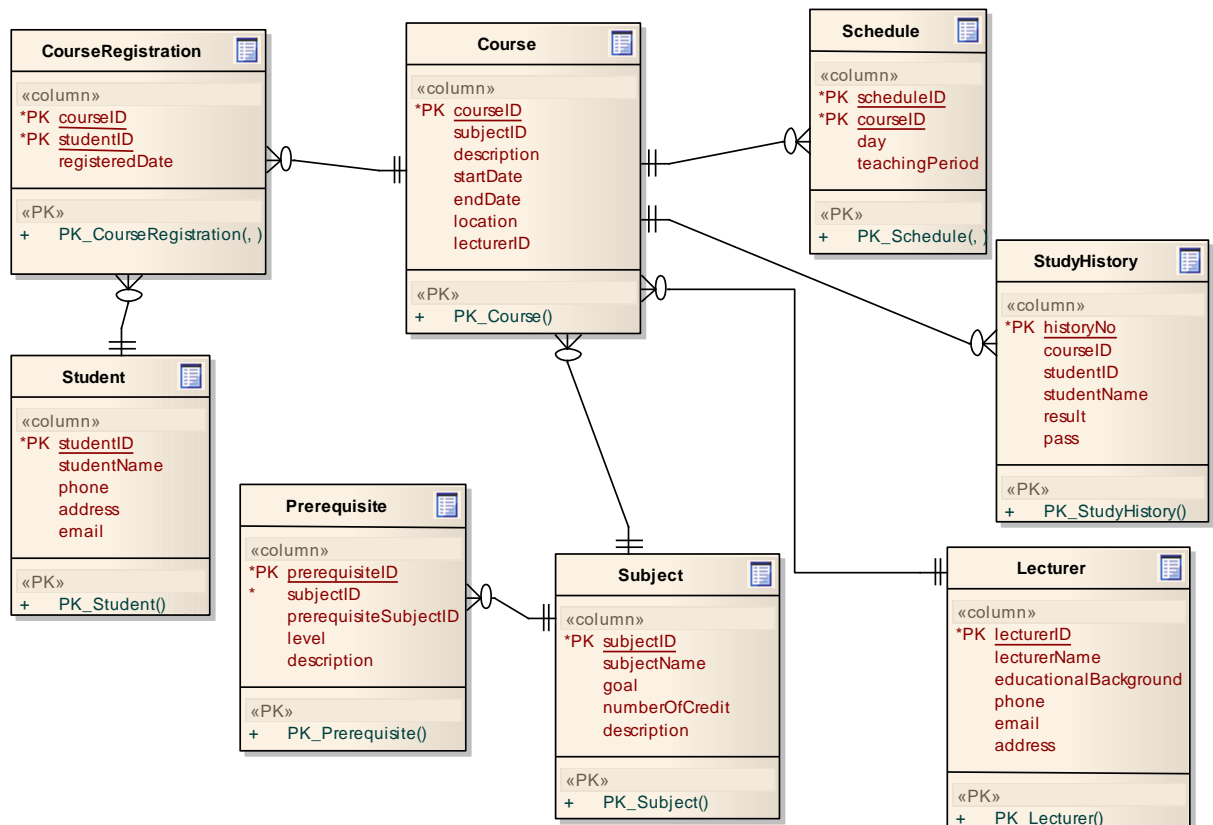 CourseRegistration
«column»
*PK courseID
*PK studentID
registeredDate
«PK»
+ PK_CourseRegistration(, )
Course
«column»
*PK courseID
subjectID
description
startDate
endDate
location
lecturerID
«PK»
+ PK_Course()
Schedule
«column»
*PK scheduleID
*PK courseID
day
teachingPeriod
«PK»
+ PK_Schedule(, )
StudyHistory
«column»
*PK historyNo
courseID
studentID
studentName
result
pass
«PK»
+ PK_StudyHistory()
Student
«column»
*PK studentID
studentName
phone
address
email
«PK»
+ PK_Student()
Prerequisite
«column»
*PK prerequisiteID
* subjectID
prerequisiteSubjectID
level
description
«PK»
+ PK_Prerequisite()
Subject
«column»
*PK subjectID
subjectName
goal
numberOfCredit
description
«PK»
+ PK_Subject()
Lecturer
«column»
*PK lecturerID
lecturerName
educationalBackground
phone
email
address
«PK»
+ PK_Lecturer()